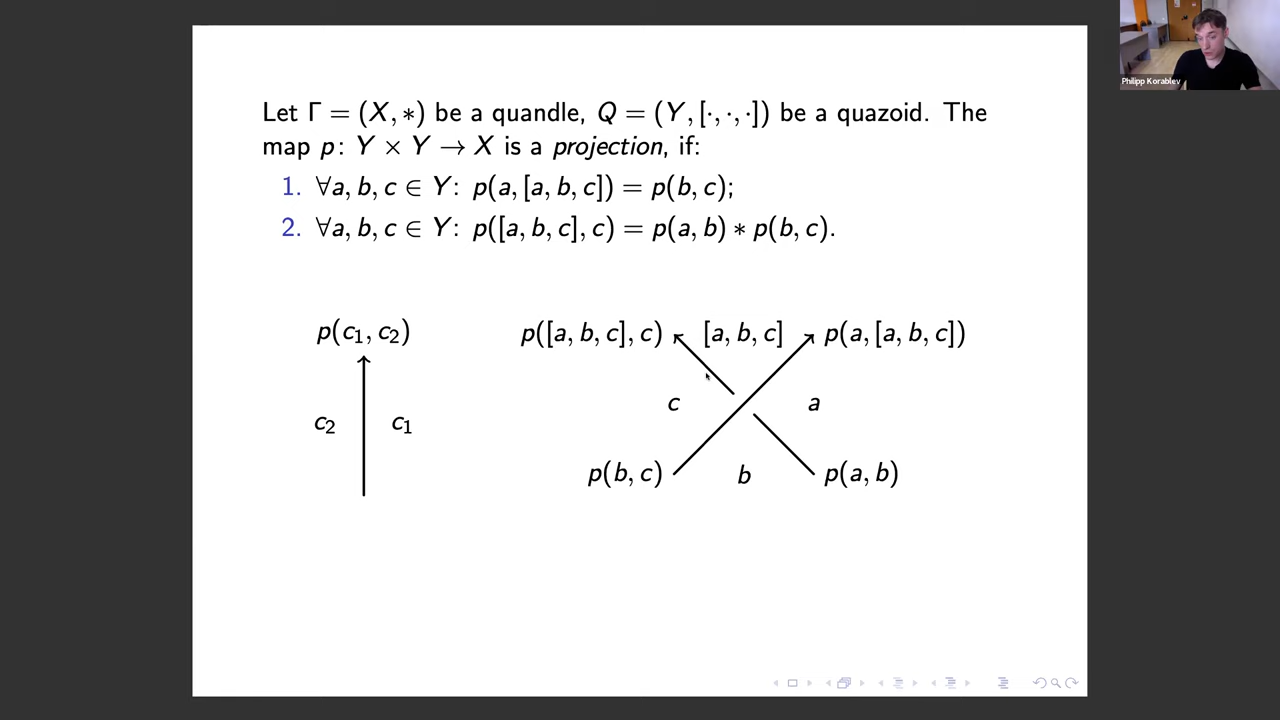 Let Γ = (X, ∗) be a quandle, Q = (Y, [·, ·, ·]) be a quazoid. The
map p: Y × Y → X is a projection, if:
1. ∀a, b, c ∈ Y: p(a, [a, b, c]) = p(b, c);
2. ∀a, b, c ∈ Y: p([a, b, c], c) = p(a, b) ∗ p(b, c).
p(c₁, c₂)
c₂ c₁
p([a, b, c], c) [a, b, c] p(a, [a, b, c])
c a
p(b, c) b p(a, b)
Philipp Korablev